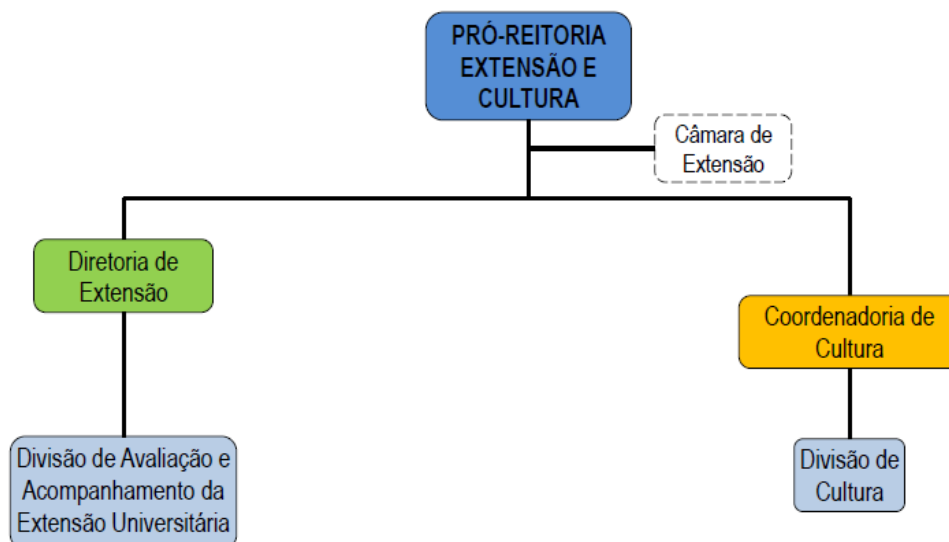 PRÓ-REITORIA
EXTENSÃO E
CULTURA
Câmara de
Extensão
Diretoria de
Extensão
Coordenadoria de
Cultura
Divisão de Avaliação e
Acompanhamento da
Extensão Universitária
Divisão de
Cultura